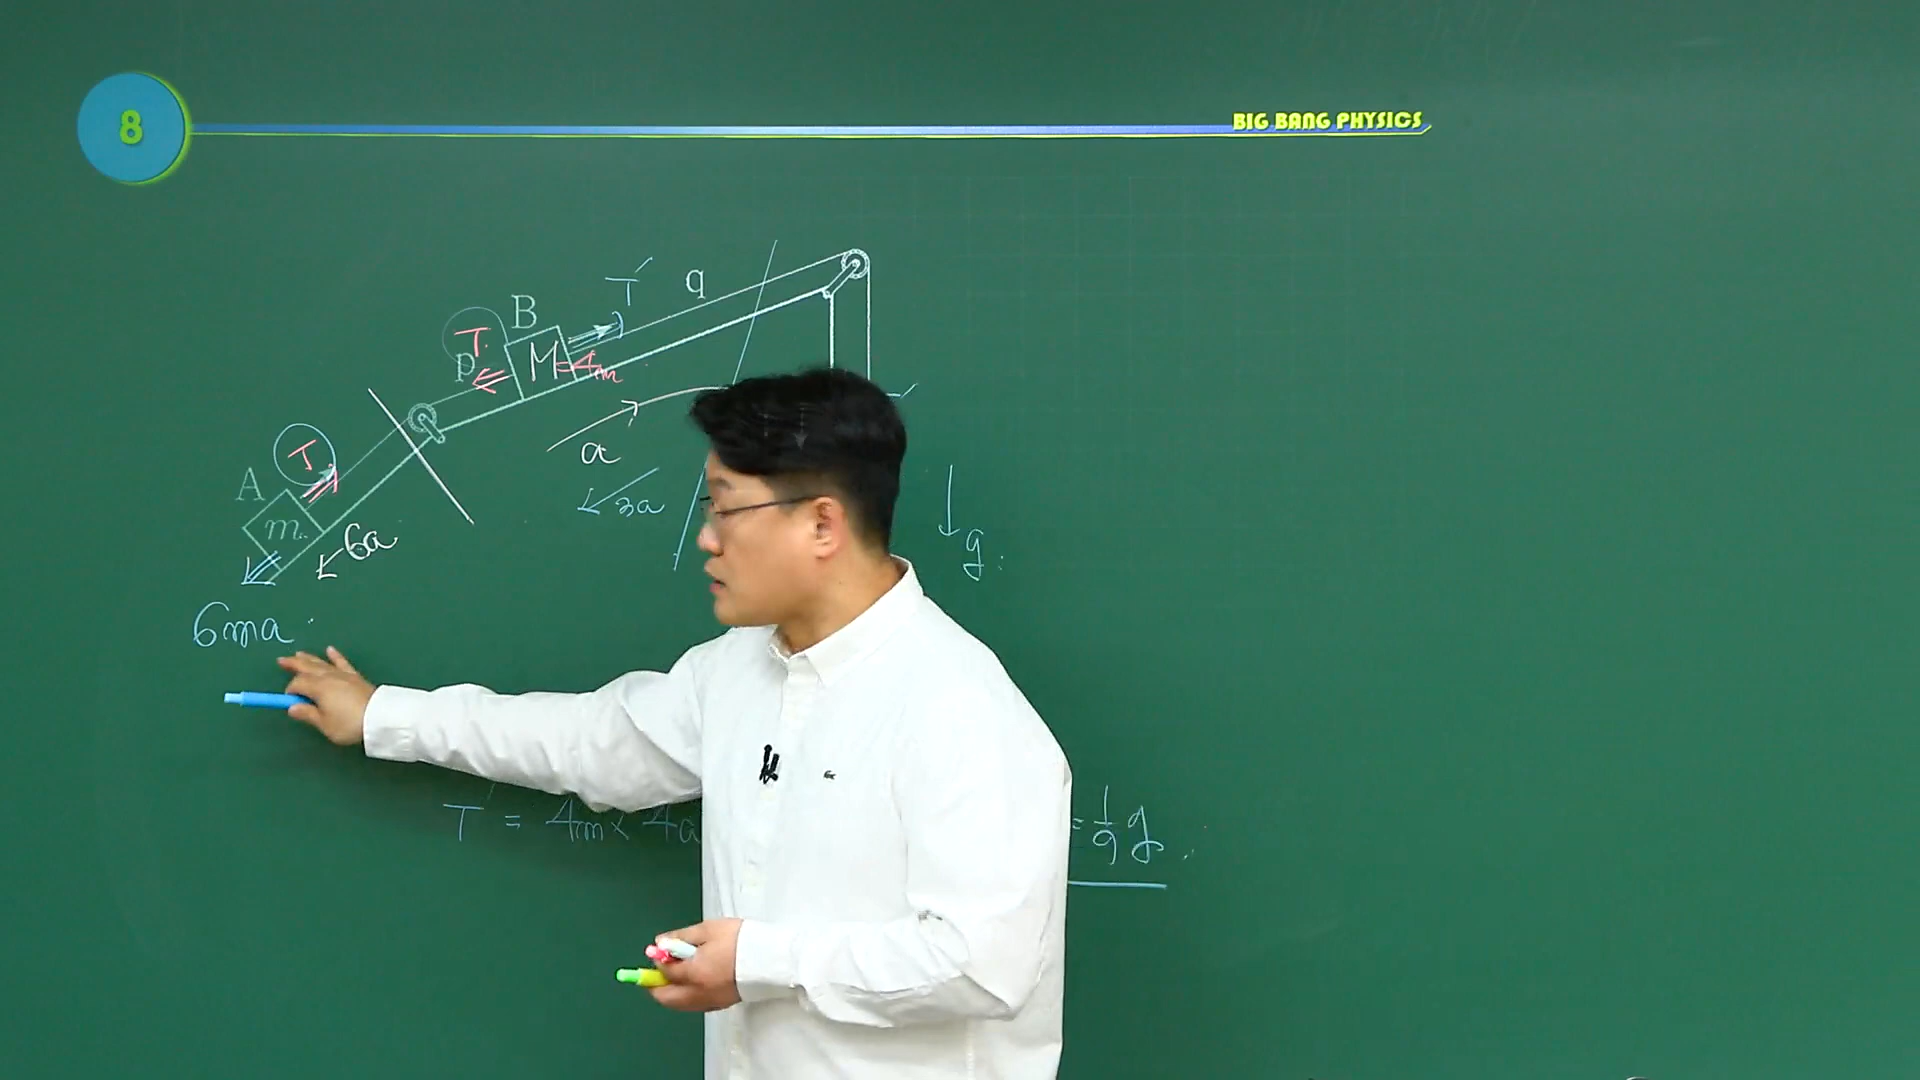 8
BIG BANG PHYSICS
T′
q
B
T
p
M=4m
a
T
A
3a
m
6a
g
6ma
T′ = 4m × 4a
= 1/9 g